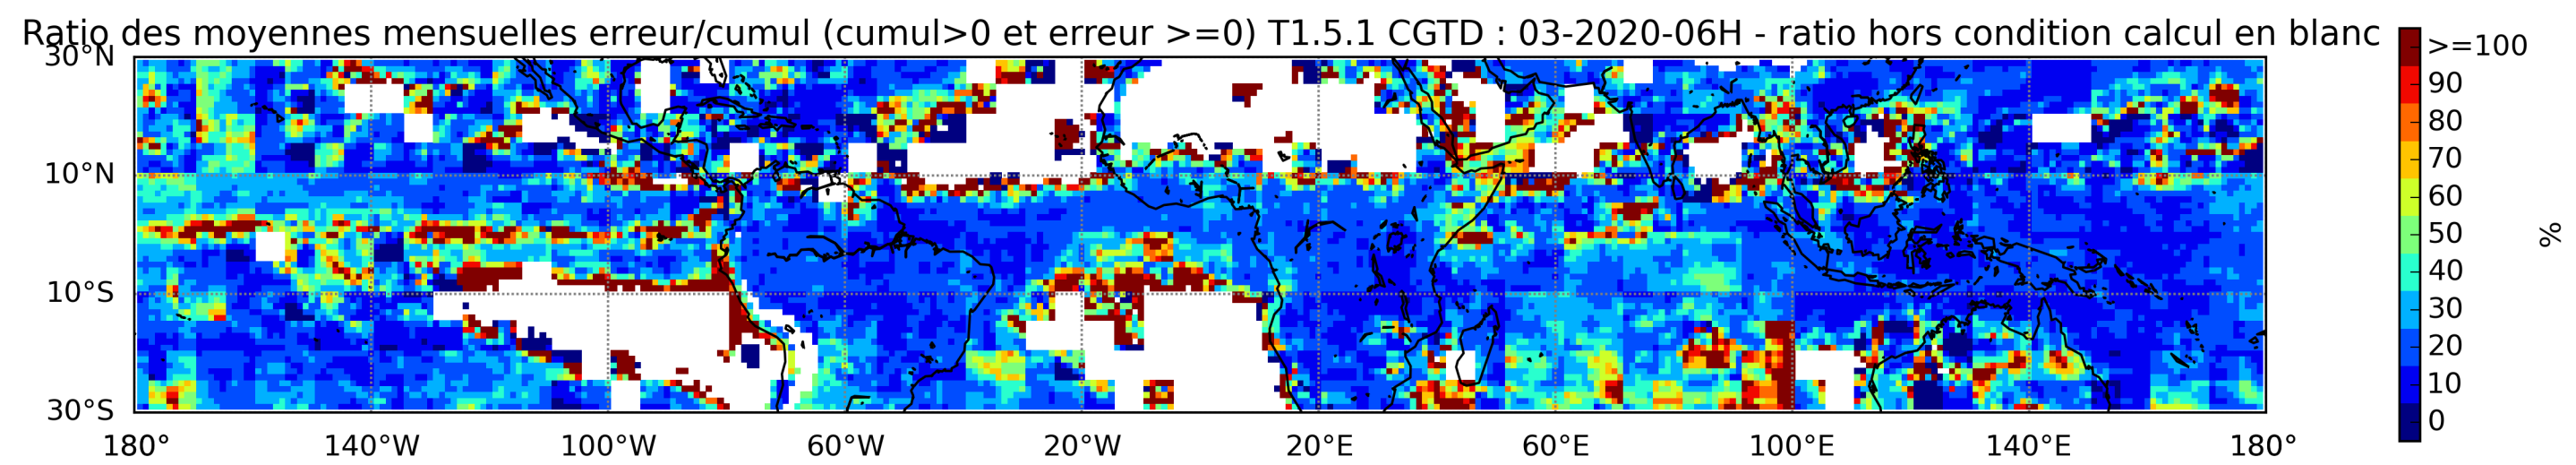 Ratio des moyennes mensuelles erreur/cumul (cumul>0 et erreur >=0) T1.5.1 CGTD : 03-2020-06H - ratio hors condition calcul en blanc
30°N
10°N
10°S
30°S
180°
140°W
100°W
60°W
20°W
20°E
60°E
100°E
140°E
180°
>=100
90
80
70
60
50
40
30
20
10
0
%